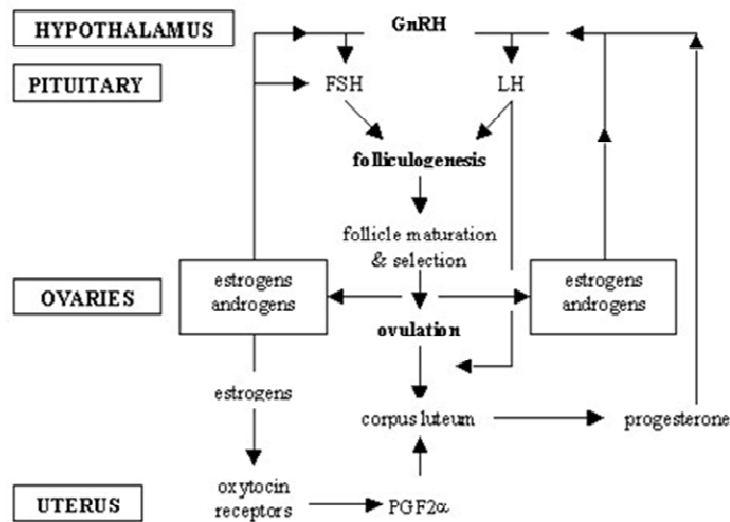 HYPOTHALAMUS
GnRH
PITUITARY
FSH
LH
folliculogenesis
follicle maturation
& selection
OVARIES
estrogens
androgens
estrogens
androgens
ovulation
estrogens
corpus luteum
progesterone
UTERUS
oxytocin
receptors
PGF2α